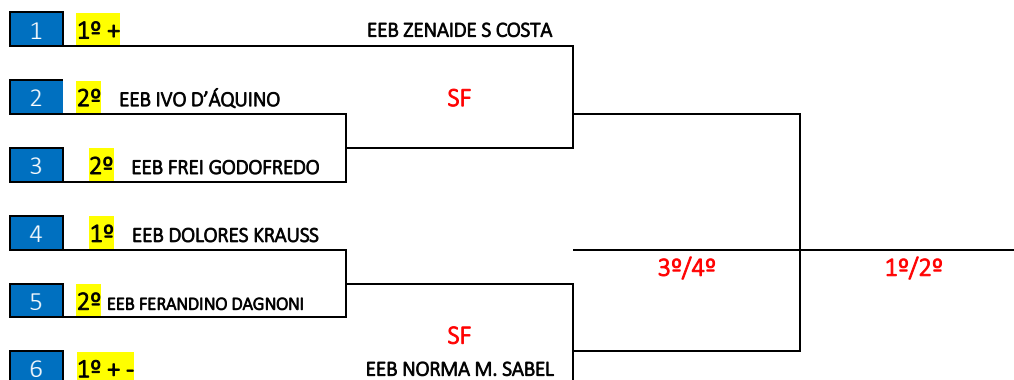 1 1º + EEB ZENAIDE S COSTA
2 2º EEB IVO D'ÁQUINO SF
3 2º EEB FREI GODOFREDO
4 1º EEB DOLORES KRAUSS
3º/4º 1º/2º
5 2º EEB FERANDINO DAGNONI
SF
6 1º + - EEB NORMA M. SABEL